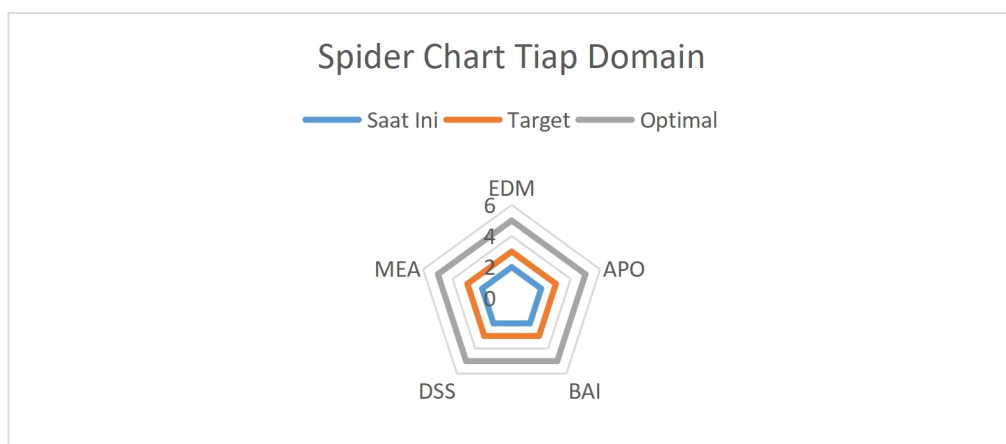 Spider Chart Tiap Domain
Saat Ini Target Optimal
EDM
6
4
2
0
MEA
APO
DSS
BAI